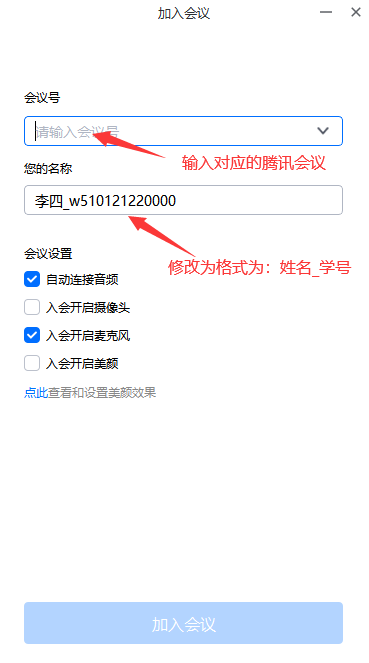 加入会议
会议号
请输入会议号
输入对应的腾讯会议
您的名称
李四_w510121220000
修改为格式为：姓名_学号
会议设置
自动连接音频
入会开启摄像头
入会开启麦克风
入会开启美颜
点此查看和设置美颜效果
加入会议